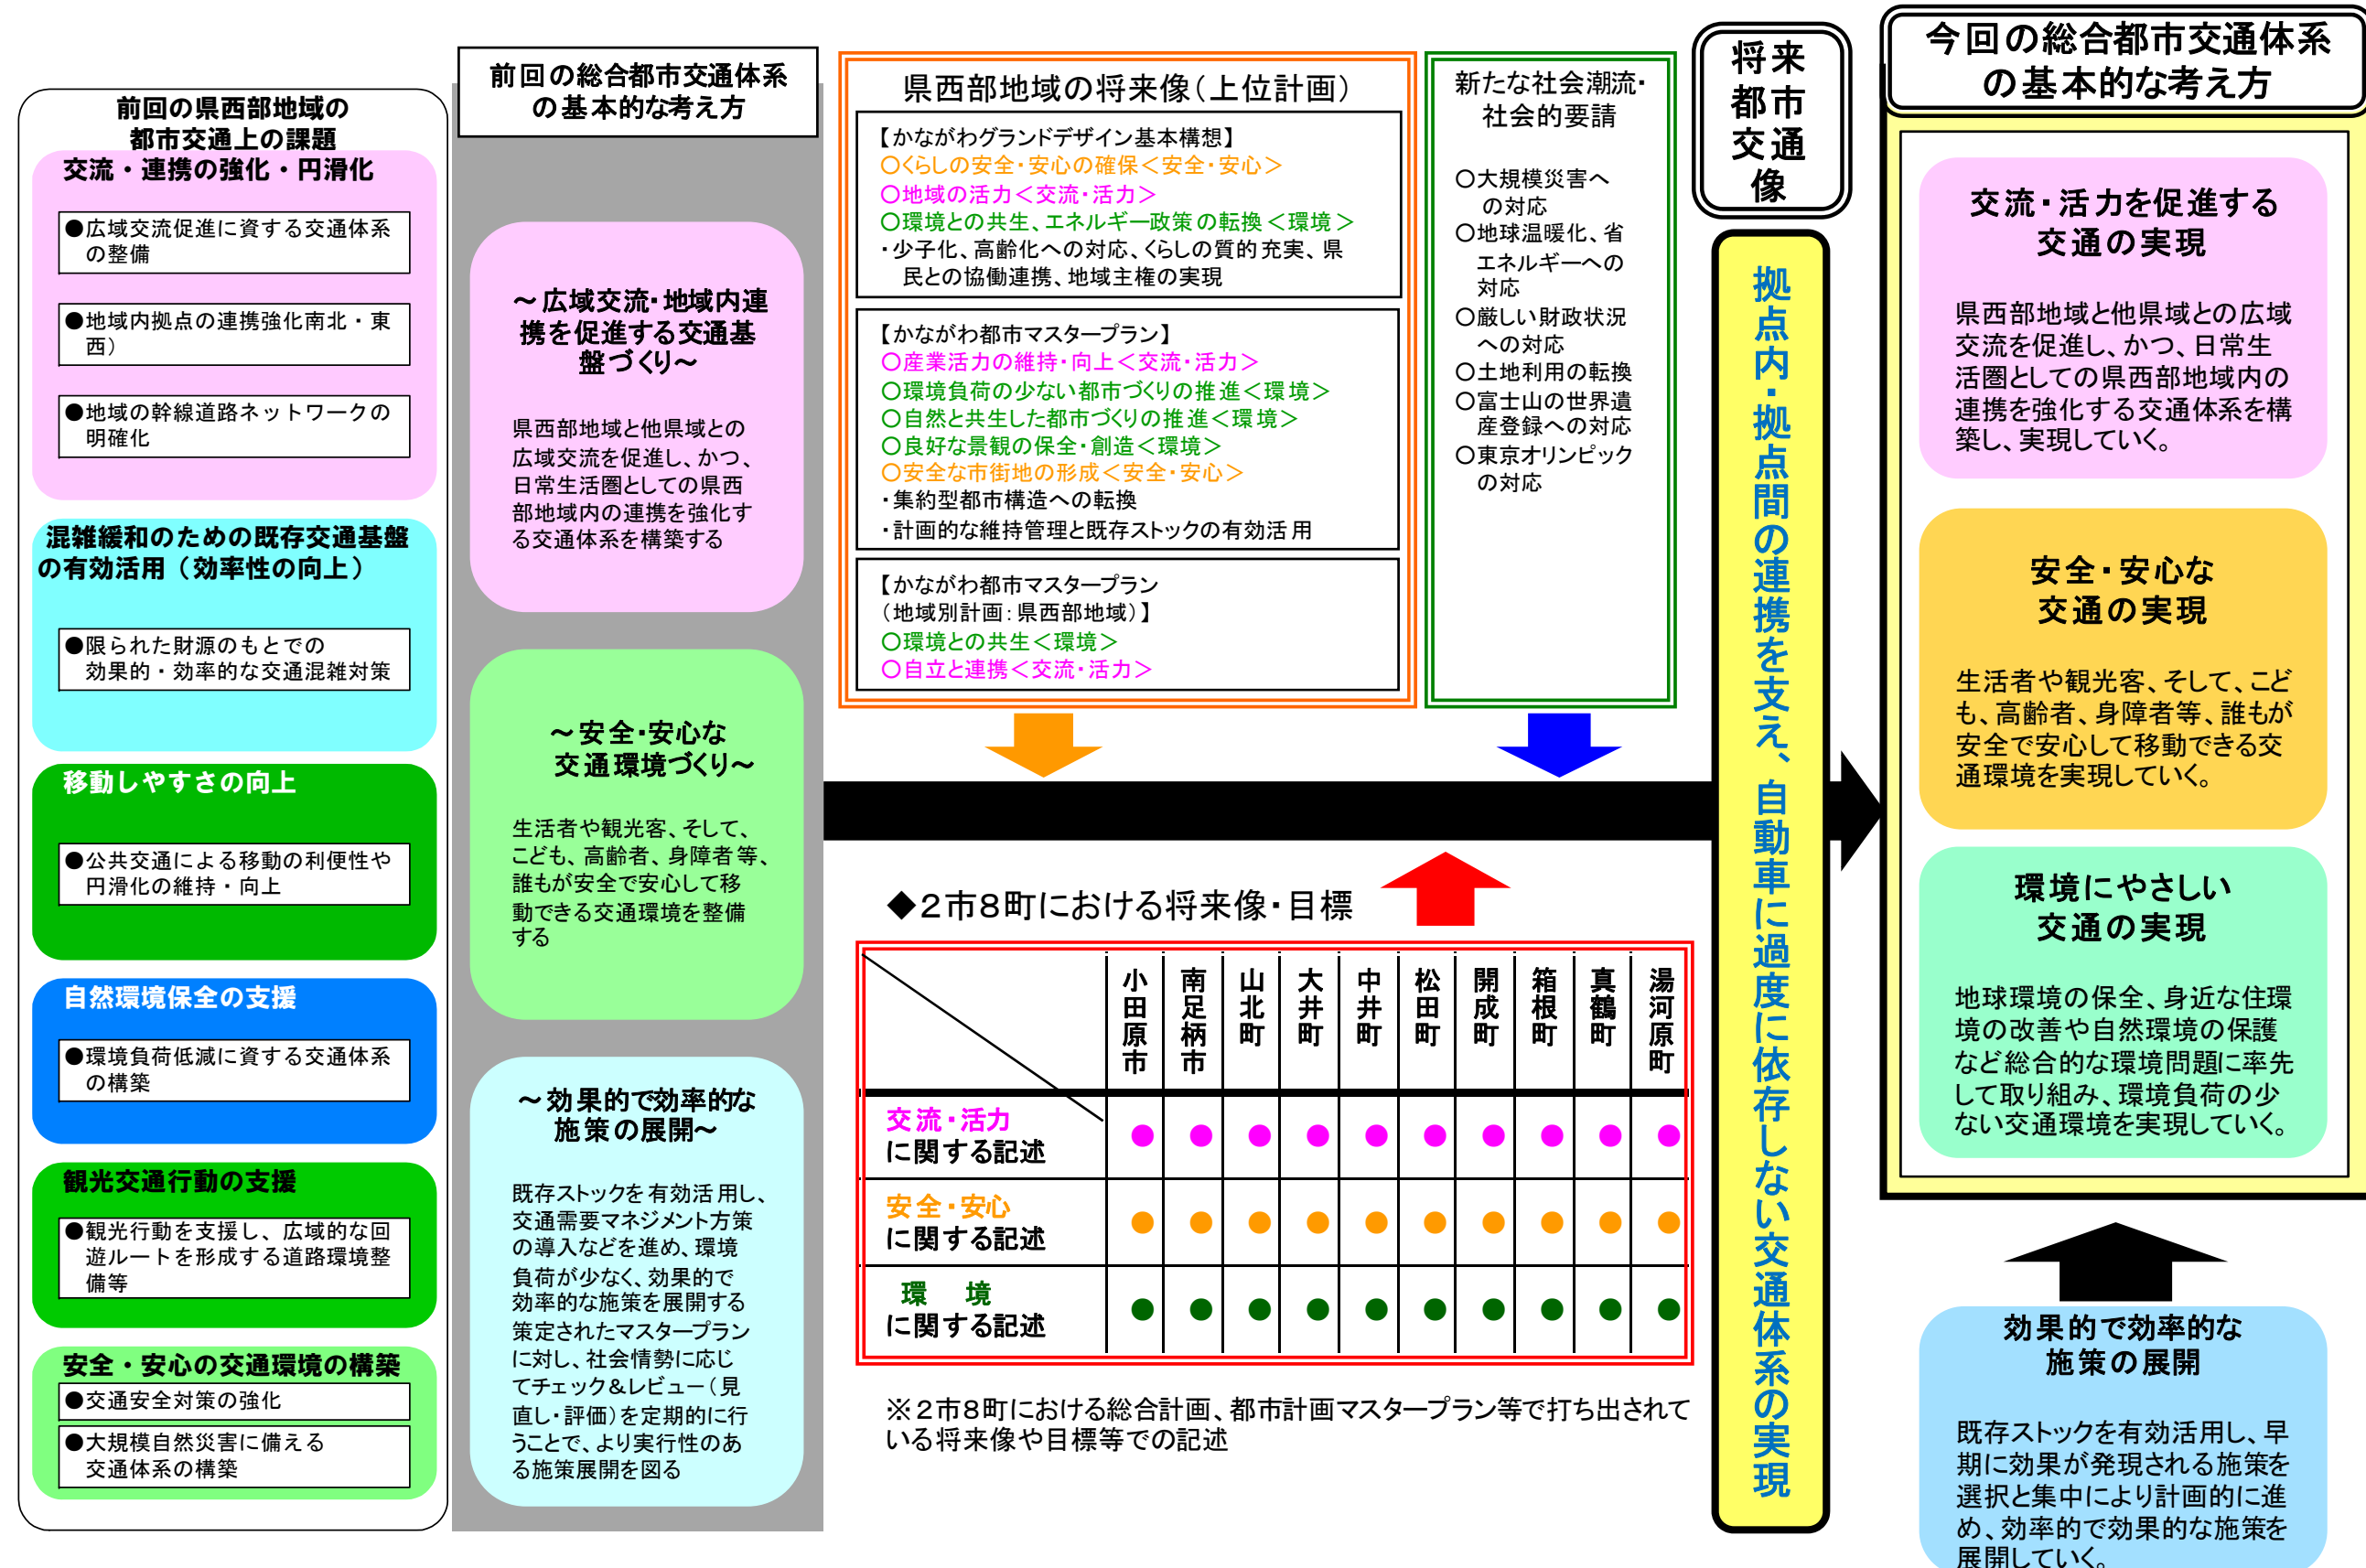 前回の県西部地域の
都市交通上の課題
交流・連携の強化・円滑化
●広域交流促進に資する交通体系
の整備
●地域内拠点の連携強化南北・東
西）
●地域の幹線道路ネットワークの
明確化
混雑緩和のための既存交通基盤
の有効活用（効率性の向上）
●限られた財源のもとでの
効果的・効率的な交通混雑対策
移動しやすさの向上
●公共交通による移動の利便性や
円滑化の維持・向上
自然環境保全の支援
●環境負荷低減に資する交通体系
の構築
観光交通行動の支援
●観光行動を支援し、広域的な回
遊ルートを形成する道路環境整
備等
安全・安心の交通環境の構築
●交通安全対策の強化
●大規模自然災害に備える
交通体系の構築
前回の総合都市交通体系
の基本的な考え方
～広域交流・地域内連
携を促進する交通基
盤づくり～
県西部地域と他県域との
広域交流を促進し、かつ、
日常生活圏としての県西
部地域内の連携を強化す
る交通体系を構築する
～安全・安心な
交通環境づくり～
生活者や観光客、そして、
こども、高齢者、身障者等、
誰もが安全で安心して移
動できる交通環境を整備
する
～効果的で効率的な
施策の展開～
既存ストックを有効活用し、
交通需要マネジメント方策
の導入などを進め、環境
負荷が少なく、効果的で
効率的な施策を展開する
策定されたマスタープラン
に対し、社会情勢に応じ
てチェック＆レビュー（見
直し・評価）を定期的に行
うことで、より実行性のあ
る施策展開を図る
県西部地域の将来像（上位計画）
【かながわグランドデザイン基本構想】
○くらしの安全・安心の確保＜安全・安心＞
○地域の活力＜交流・活力＞
○環境との共生、エネルギー政策の転換＜環境＞
・少子化、高齢化への対応、くらしの質的充実、県
民との協働連携、地域主権の実現
【かながわ都市マスタープラン】
○産業活力の維持・向上＜交流・活力＞
○環境負荷の少ない都市づくりの推進＜環境＞
○自然と共生した都市づくりの推進＜環境＞
○良好な景観の保全・創造＜環境＞
○安全な市街地の形成＜安全・安心＞
・集約型都市構造への転換
・計画的な維持管理と既存ストックの有効活用
【かながわ都市マスタープラン
（地域別計画：県西部地域）】
○環境との共生＜環境＞
○自立と連携＜交流・活力＞
新たな社会潮流・
社会的要請
○大規模災害へ
の対応
○地球温暖化、省
エネルギーへの
対応
○厳しい財政状況
への対応
○土地利用の転換
○富士山の世界遺
産登録への対応
○東京オリンピック
の対応
◆２市８町における将来像・目標
小田原市
南足柄市
山北町
大井町
中井町
松田町
開成町
箱根町
真鶴町
湯河原町
交流・活力
に関する記述
● ● ● ● ● ● ● ● ● ●
安全・安心
に関する記述
● ● ● ● ● ● ● ● ● ●
環　境
に関する記述
● ● ● ● ● ● ● ● ● ●
※２市８町における総合計画、都市計画マスタープラン等で打ち出されて
いる将来像や目標等での記述
将来
都市
交通
像
拠点内・拠点間の連携を支え、自動車に過度に依存しない交通体系の実現
今回の総合都市交通体系
の基本的な考え方
交流・活力を促進する
交通の実現
県西部地域と他県域との広域
交流を促進し、かつ、日常生
活圏としての県西部地域内の
連携を強化する交通体系を構
築し、実現していく。
安全・安心な
交通の実現
生活者や観光客、そして、こど
も、高齢者、身障者等、誰もが
安全で安心して移動できる交
通環境を実現していく。
環境にやさしい
交通の実現
地球環境の保全、身近な住環
境の改善や自然環境の保護
など総合的な環境問題に率先
して取り組み、環境負荷の少
ない交通環境を実現していく。
効果的で効率的な
施策の展開
既存ストックを有効活用し、早
期に効果が発現される施策を
選択と集中により計画的に進
め、効率的で効果的な施策を
展開していく。